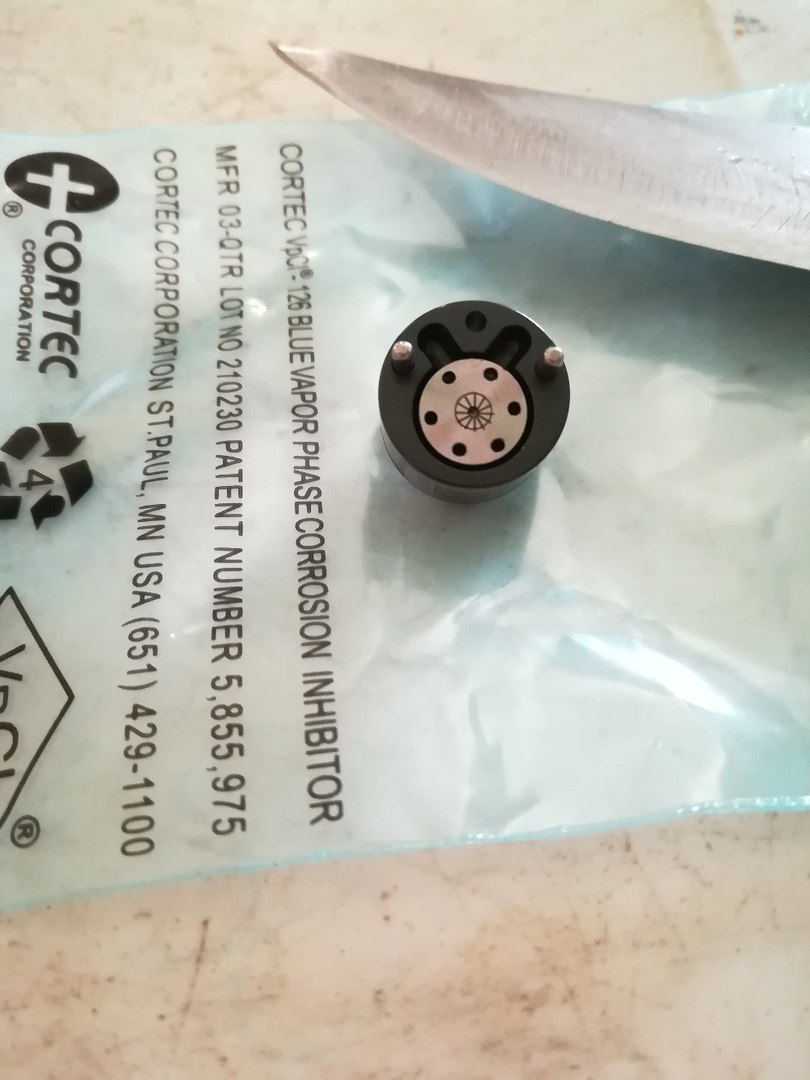 CORTEC VpCI®- 126 BLUE VAPOR PHASE CORROSION INHIBITOR
MFR 03-QTR LOT NO 210230 PATENT NUMBER 5,855,975
CORTEC CORPORATION ST.PAUL, MN USA (651) 429-1100
CORTEC
®
CORPORATION
4
VpCI
®